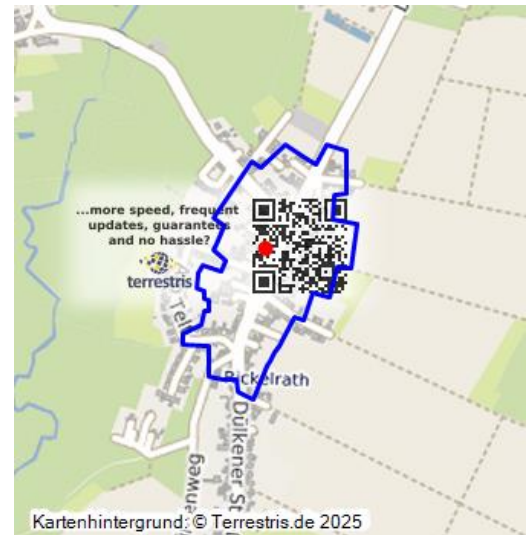 ...more speed, frequent
updates, guarantees
and no hassle?
terrestris
Bickelrath
Dülkener St
Kartenhintergrund: © Terrestris.de 2025